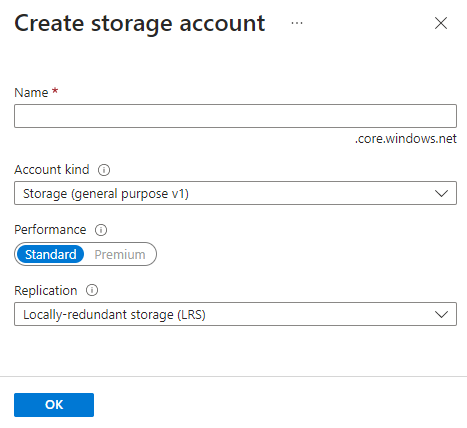 Create storage account ...
Name *
.core.windows.net
Account kind
Storage (general purpose v1)
Performance
Standard Premium
Replication
Locally-redundant storage (LRS)
OK